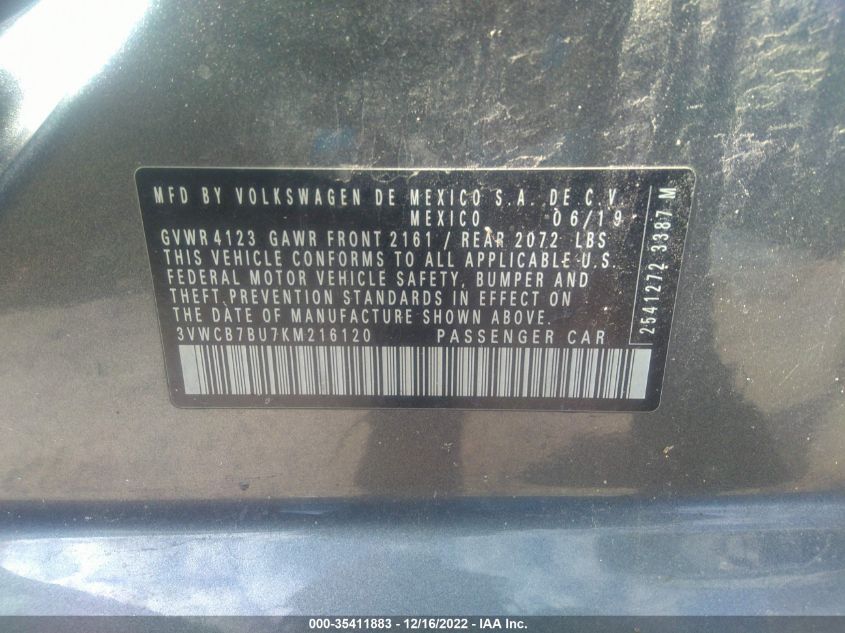 MFD BY VOLKSWAGEN DE MEXICO S.A. DE C.V.
MEXICO 06/19
GVWR 4123 GAWR FRONT 2161 / REAR 2072 LBS
THIS VEHICLE CONFORMS TO ALL APPLICABLE U.S.
FEDERAL MOTOR VEHICLE SAFETY, BUMPER AND
THEFT.PREVENTION STANDARDS IN EFFECT ON
THE DATE OF MANUFACTURE SHOWN ABOVE.
3VWCB7BU7KM216120 PASSENGER CAR
2541272 3387 M
000-35411883 - 12/16/2022 - IAA Inc.